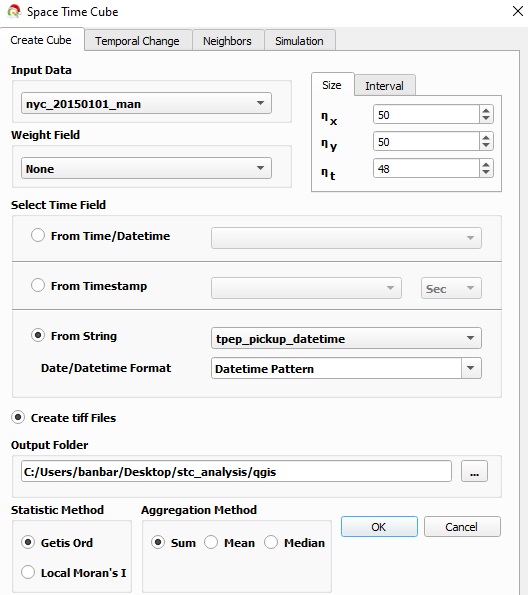 Space Time Cube
Create Cube Temporal Change Neighbors Simulation
Input Data
nyc_20150101_man
Weight Field
None
Size Interval
η x 50
η y 50
η t 48
Select Time Field
From Time/Datetime
From Timestamp Sec
From String tpep_pickup_datetime
Date/Datetime Format Datetime Pattern
Create tiff Files
Output Folder
C:/Users/banbar/Desktop/stc_analysis/qgis ...
Statistic Method
Getis Ord
Local Moran's I
Aggregation Method
Sum Mean Median
OK Cancel